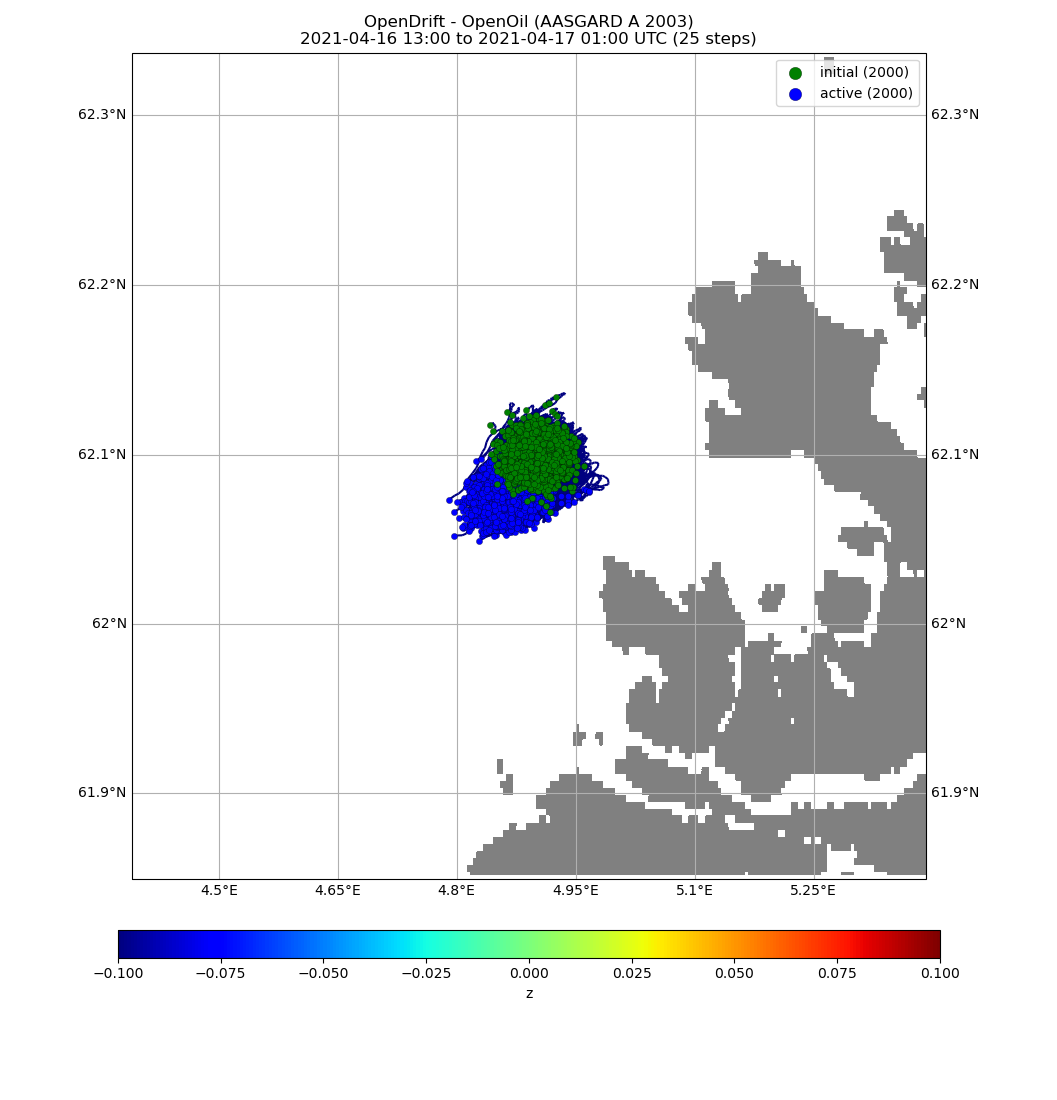 OpenDrift - OpenOil (AASGARD A 2003)
2021-04-16 13:00 to 2021-04-17 01:00 UTC (25 steps)
initial (2000)
active (2000)
62.3°N 62.3°N
62.2°N 62.2°N
62.1°N 62.1°N
62°N 62°N
61.9°N 61.9°N
4.5°E 4.65°E 4.8°E 4.95°E 5.1°E 5.25°E
−0.100 −0.075 −0.050 −0.025 0.000 0.025 0.050 0.075 0.100
z